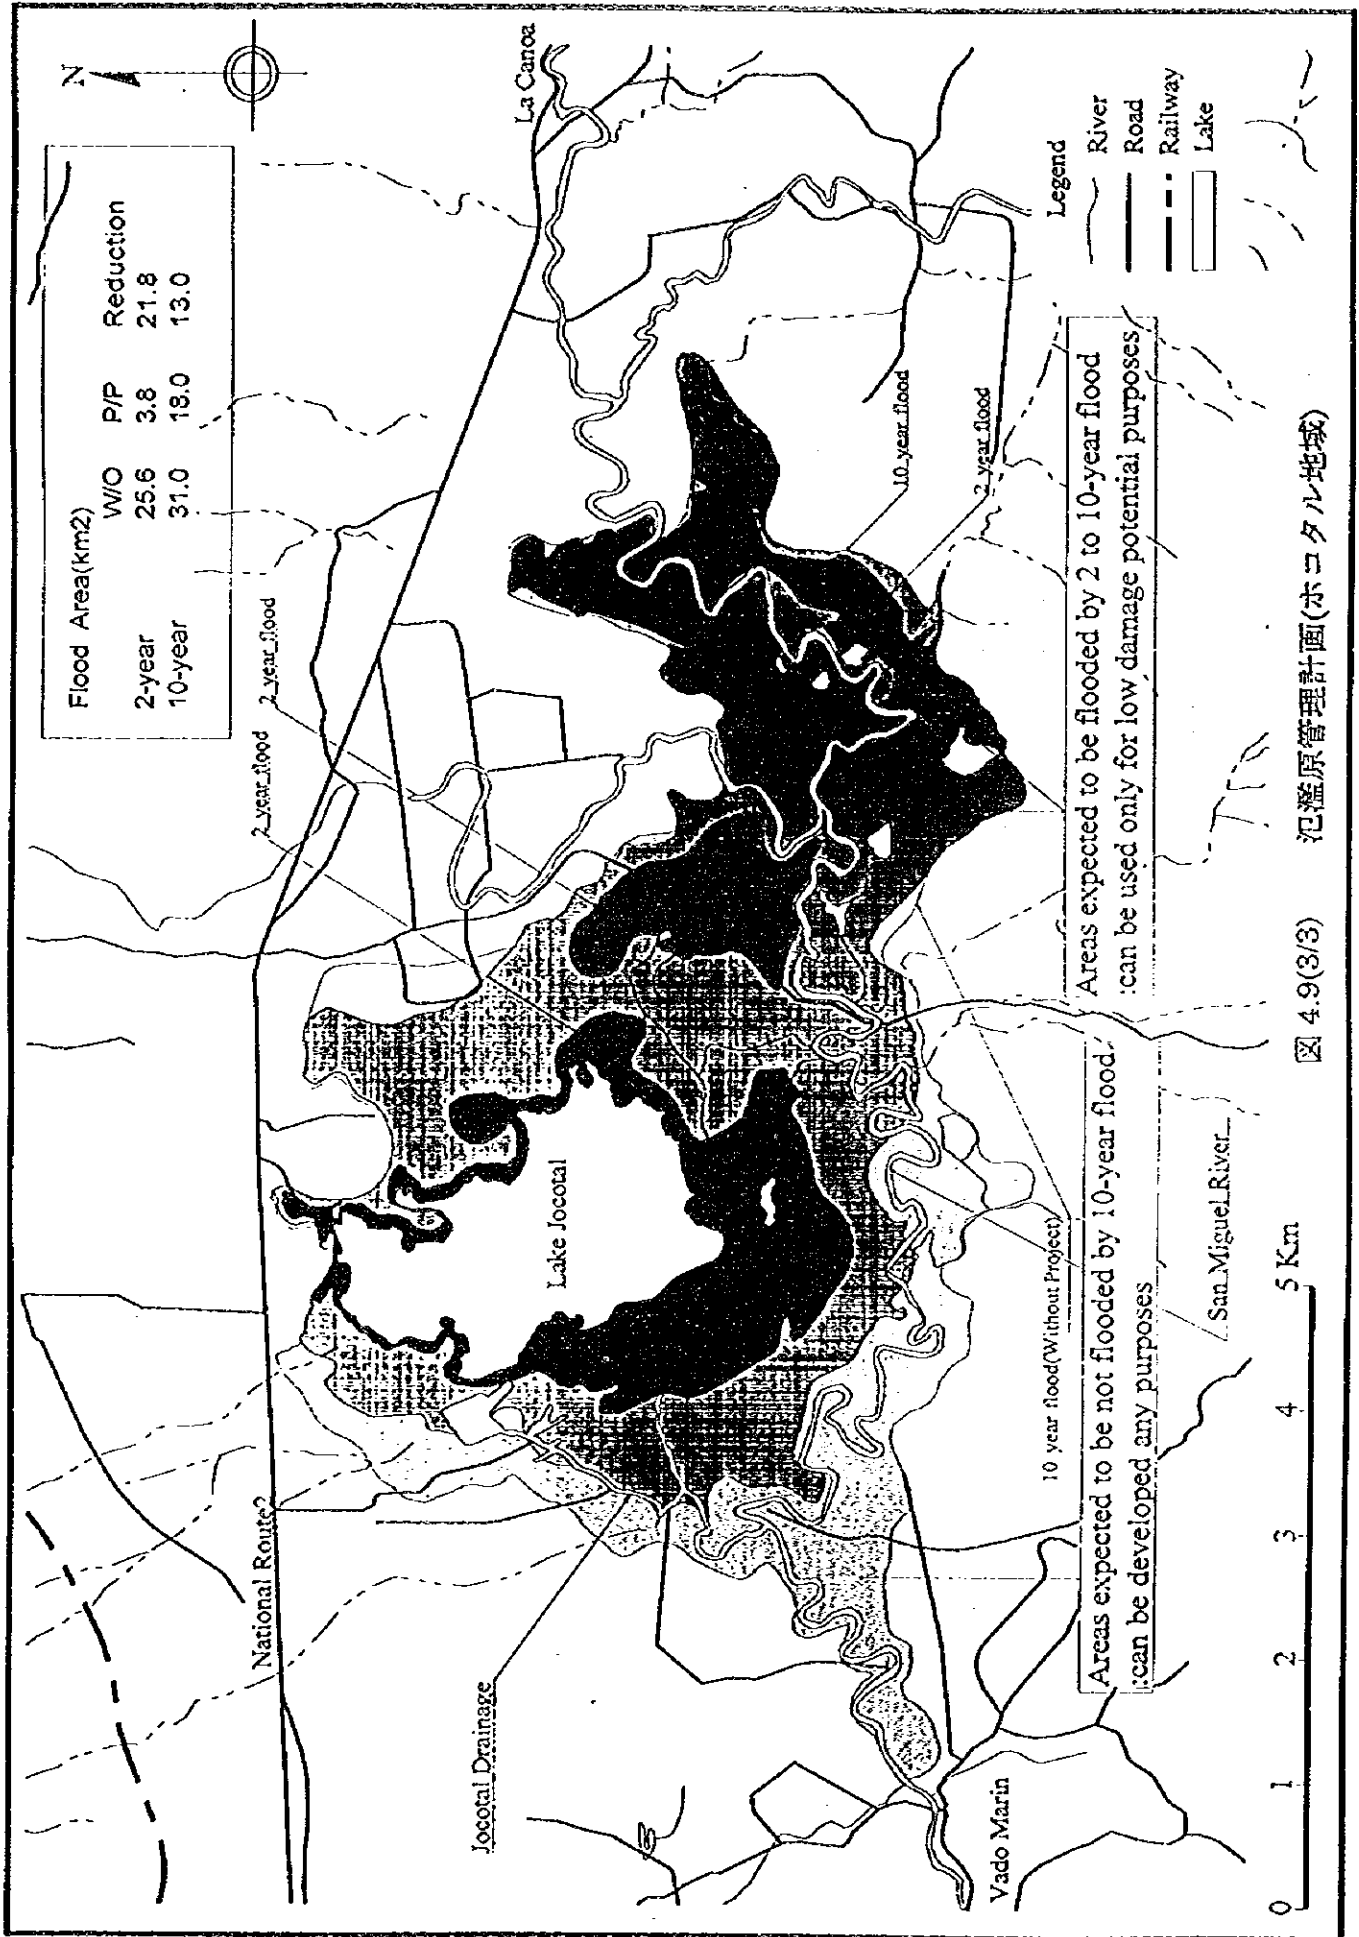 N
Flood Area(km2)
W/O P/P Reduction
2-year 25.6 3.8 21.8
10-year 31.0 18.0 13.0
La Canoa
2_year_flood
2_year_flood
National Route2
Lake Jocotal
Jocotal Drainage
10_year_flood
2_year_flood
10 year flood(Without Project)
Vado Marin
San_Miguel_River
Areas expected to be not flooded by 10-year flood
:can be developed any purposes
Areas expected to be flooded by 2 to 10-year flood
:can be used only for low damage potential purposes
Legend
River
Road
Railway
Lake
0 1 2 3 4 5 Km
図 4.9(3/3) 氾濫原管理計画(ホコタル地域)